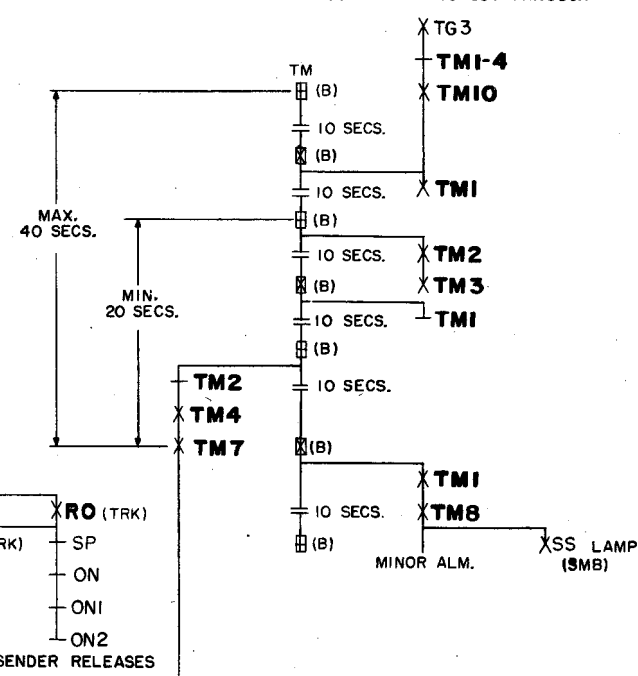 TG3
TM1-4
TM
(B)
TM10
10 SECS.
(B)
10 SECS.
TM1
MAX.
40 SECS.
(B)
10 SECS.
TM2
MIN.
20 SECS.
(B)
TM3
10 SECS.
TM1
(B)
TM2
10 SECS.
TM4
TM7
(B)
TM1
RO (TRK)
10 SECS.
TM8
RK)
SP
(B)
MINOR ALM.
SS LAMP
(SMB)
ON
ON1
ON2
SENDER RELEASES